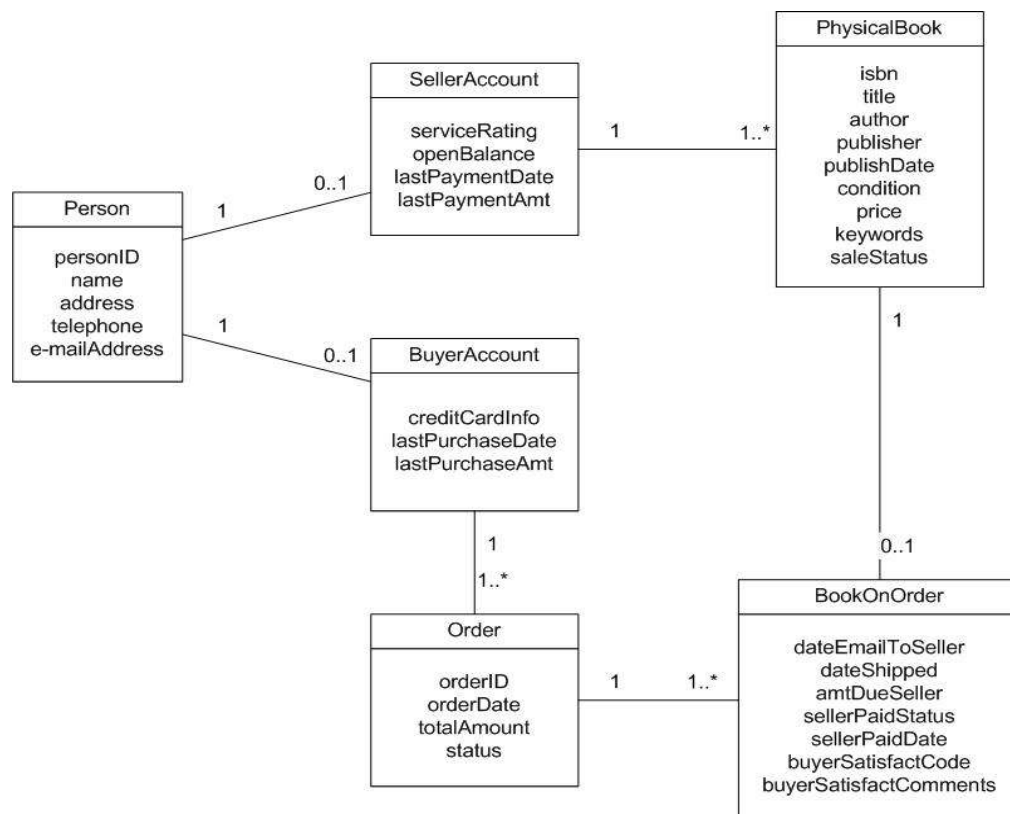 PhysicalBook
isbn
title
author
publisher
publishDate
condition
price
keywords
saleStatus
SellerAccount
serviceRating
openBalance
lastPaymentDate
lastPaymentAmt
1
1..*
0..1
1
Person
personID
name
address
telephone
e-mailAddress
1
0..1
BuyerAccount
creditCardInfo
lastPurchaseDate
lastPurchaseAmt
1
1
1..*
0..1
Order
orderID
orderDate
totalAmount
status
1
1..*
BookOnOrder
dateEmailToSeller
dateShipped
amtDueSeller
sellerPaidStatus
sellerPaidDate
buyerSatisfactCode
buyerSatisfactComments